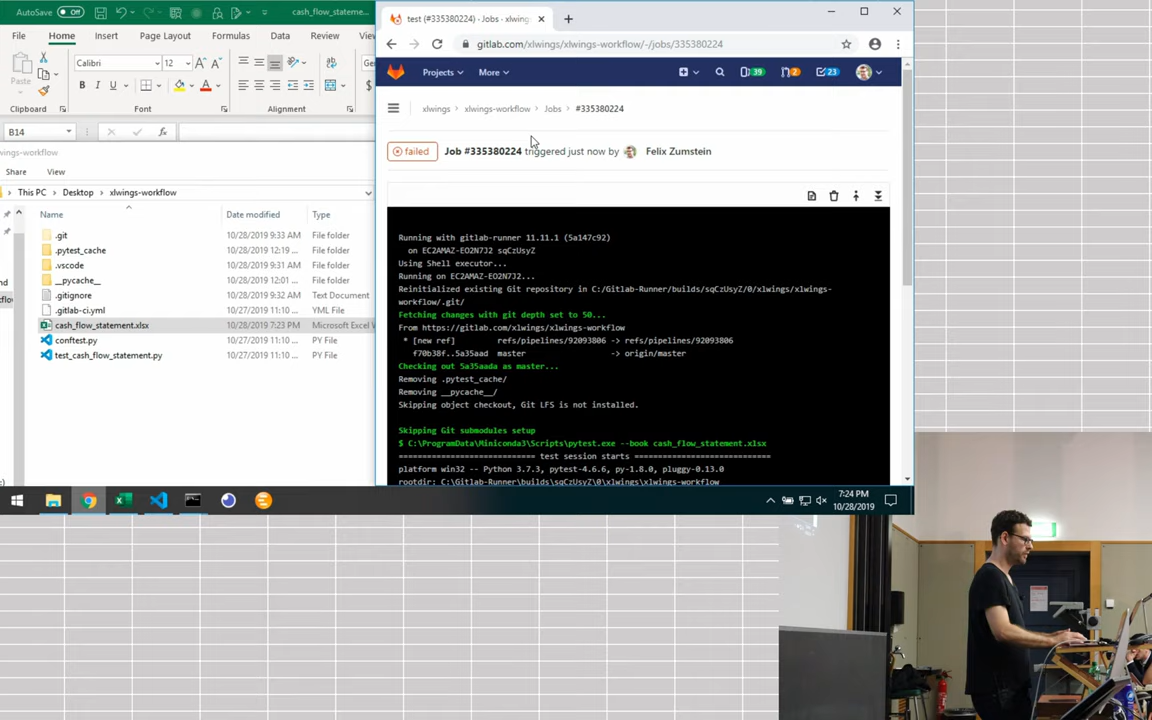 AutoSave
Off
cash_flow_stateme...
File
Home
Insert
Page Layout
Formulas
Data
Review
Calibri
12
Paste
B I U
Clipboard
Font
Alignment
B14
fx
ns-workflow
Share
View
This PC > Desktop > xlwings-workflow
Name
Date modified
Type
.git
10/28/2019 9:33 AM
File folder
.pytest_cache
10/28/2019 12:19 ...
File folder
.vscode
10/28/2019 9:31 AM
File folder
__pycache__
10/28/2019 12:01 ...
File folder
.gitignore
10/28/2019 9:32 AM
Text Document
.gitlab-ci.yml
10/27/2019 11:10 ...
YML File
cash_flow_statement.xlsx
10/28/2019 7:23 PM
Microsoft Excel W
conftest.py
10/27/2019 11:10 ...
PY File
test_cash_flow_statement.py
10/27/2019 11:10 ...
PY File
test (#335380224) - Jobs - xlwing
gitlab.com/xlwings/xlwings-workflow/-/jobs/335380224
Projects
More
39
2
23
xlwings > xlwings-workflow > Jobs > #335380224
failed
Job #335380224 triggered just now by Felix Zumstein
Running with gitlab-runner 11.11.1 (5a147c92)
on EC2AMAZ-EO2N7J2 sqCzUsyZ
Using Shell executor...
Running on EC2AMAZ-EO2N7J2...
Reinitialized existing Git repository in C:/Gitlab-Runner/builds/sqCzUsyZ/0/xlwings/xlwings-
workflow/.git/
Fetching changes with git depth set to 50...
From https://gitlab.com/xlwings/xlwings-workflow
* [new ref] refs/pipelines/92093806 -> refs/pipelines/92093806
f70b38f..5a35aad master -> origin/master
Checking out 5a35aada as master...
Removing .pytest_cache/
Removing __pycache__/
Skipping object checkout, Git LFS is not installed.
Skipping Git submodules setup
$ C:\ProgramData\Miniconda3\Scripts\pytest.exe --book cash_flow_statement.xlsx
============================= test session starts =============================
platform win32 -- Python 3.7.3, pytest-4.6.6, py-1.8.0, pluggy-0.13.0
rootdir: C:\Gitlab-Runner\builds\sqCzUsyZ\0\xlwings\xlwings-workflow
7:24 PM
10/28/2019